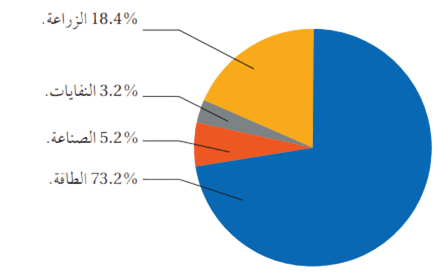 18.4% الزراعة.
3.2% النفايات.
5.2% الصناعة.
73.2% الطاقة.